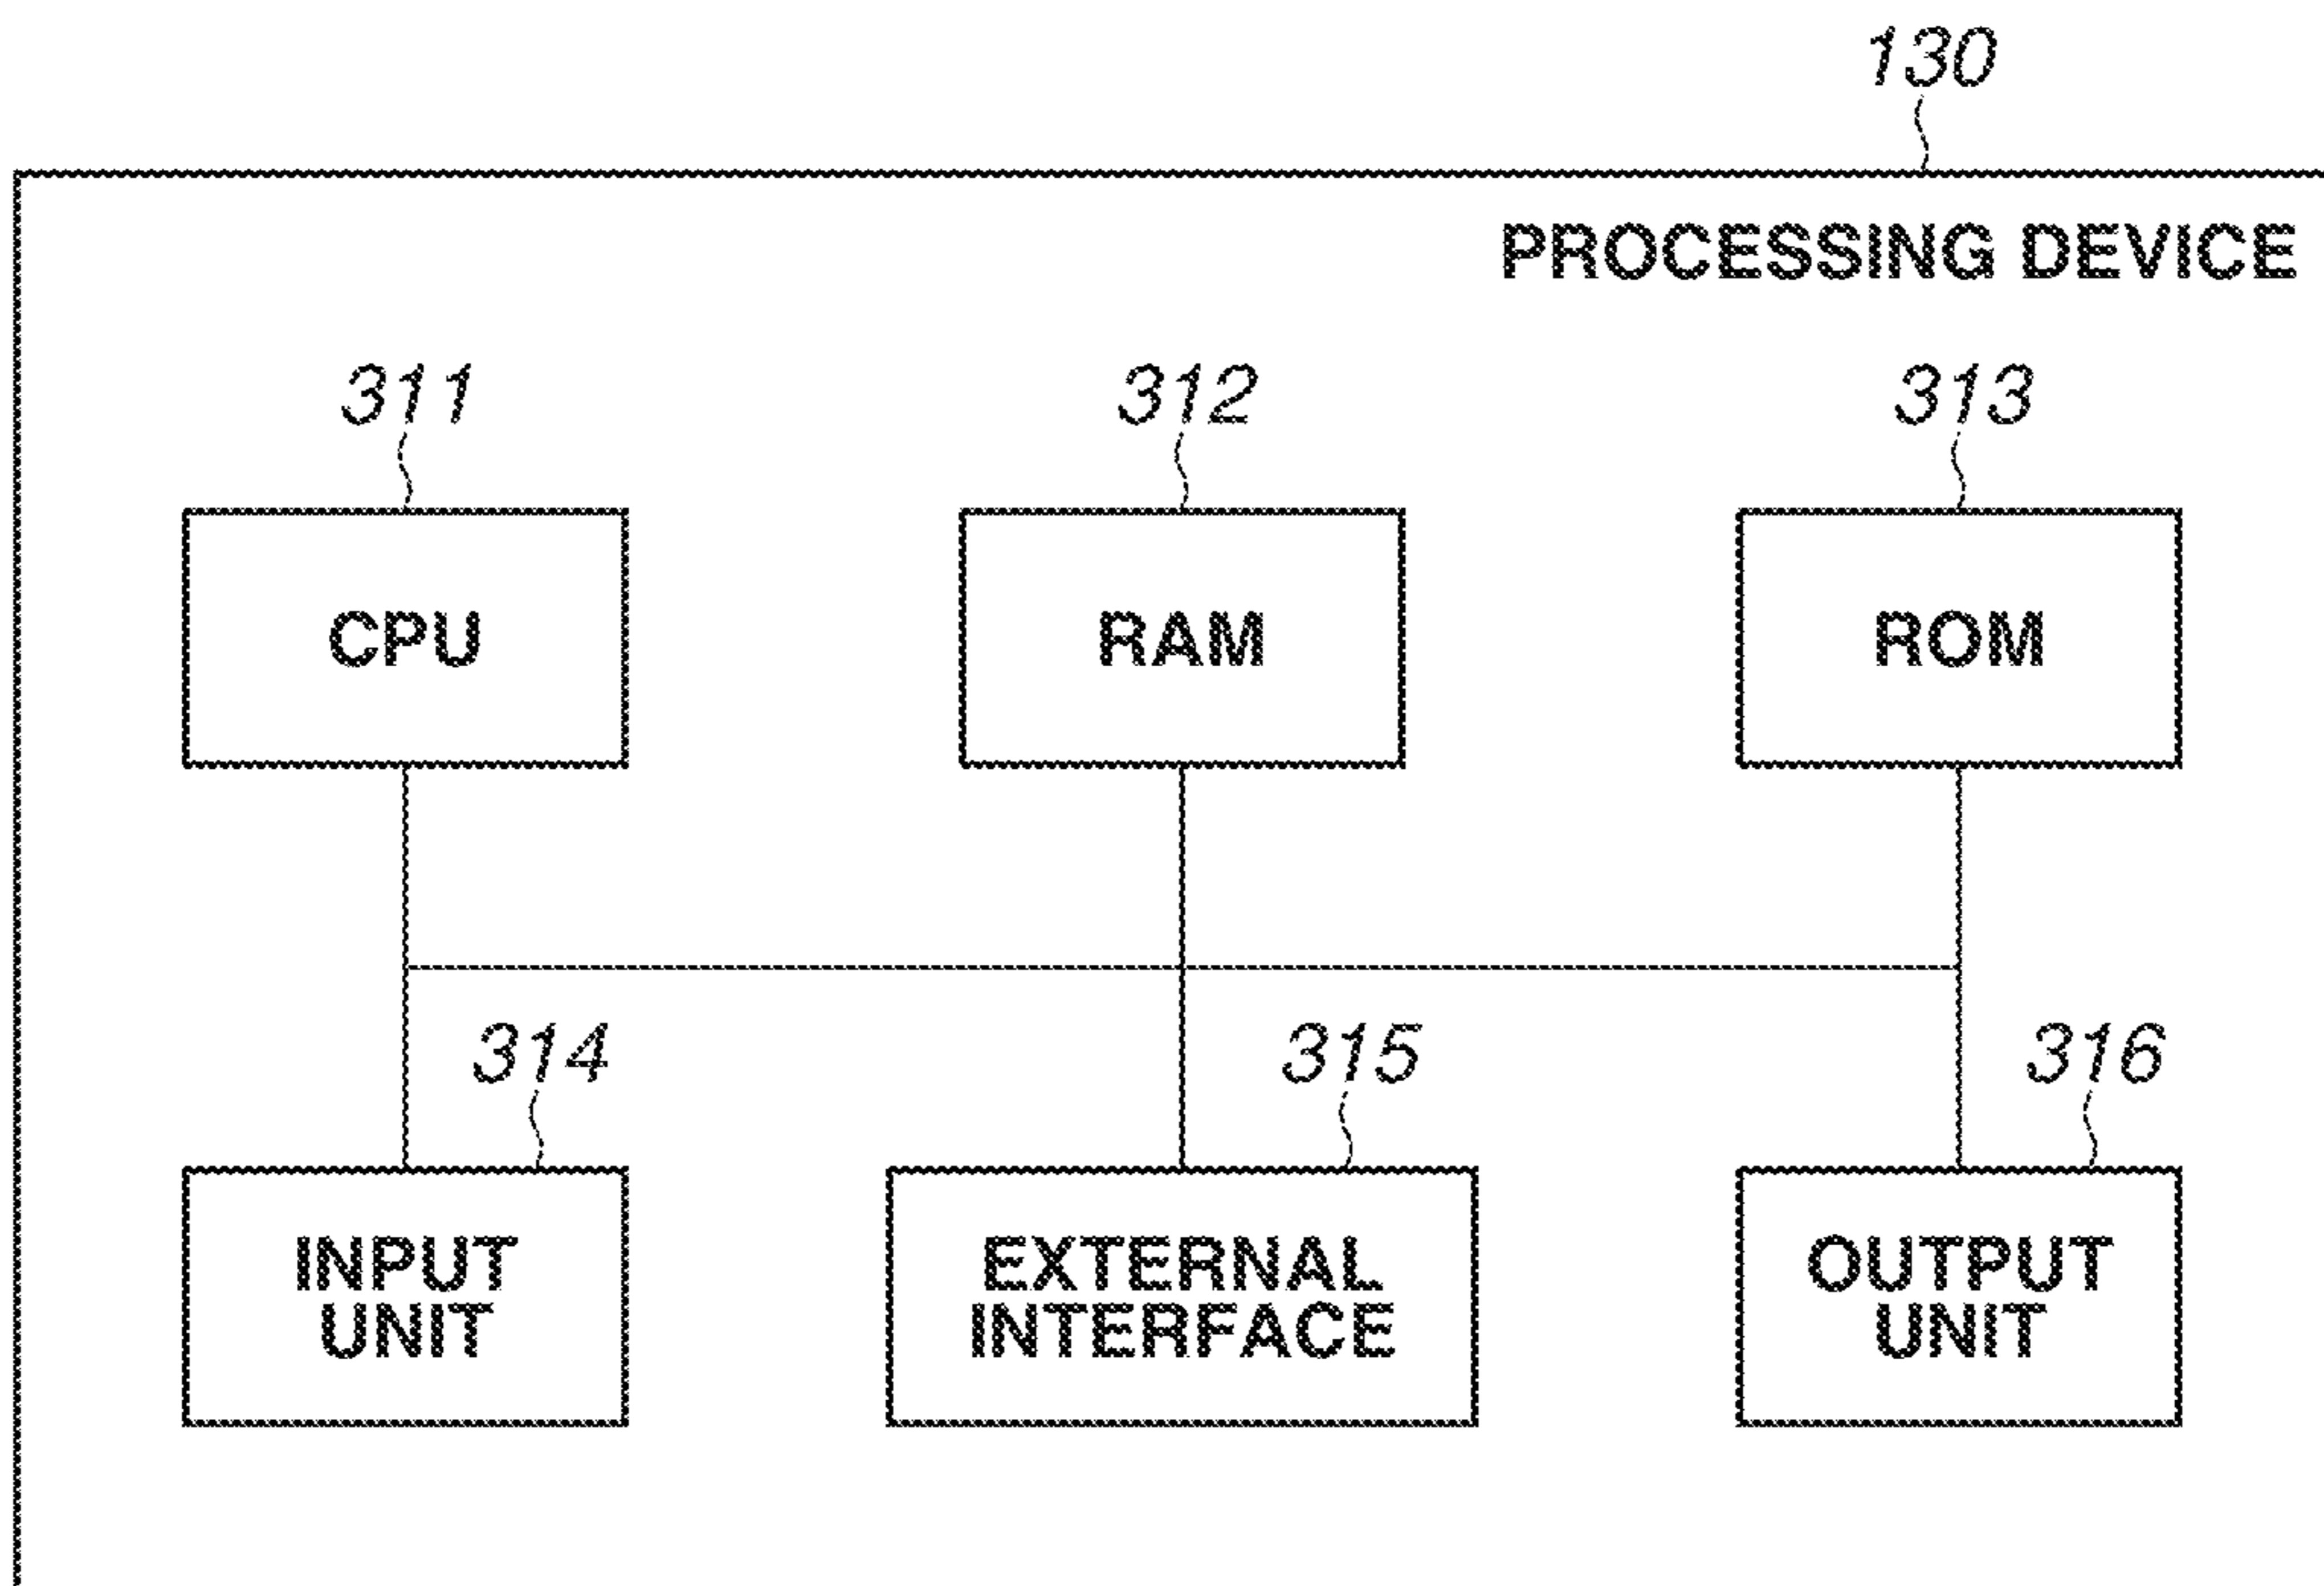 130
PROCESSING DEVICE
311
312
313
CPU
RAM
ROM
314
315
316
INPUT
UNIT
EXTERNAL
INTERFACE
OUTPUT
UNIT